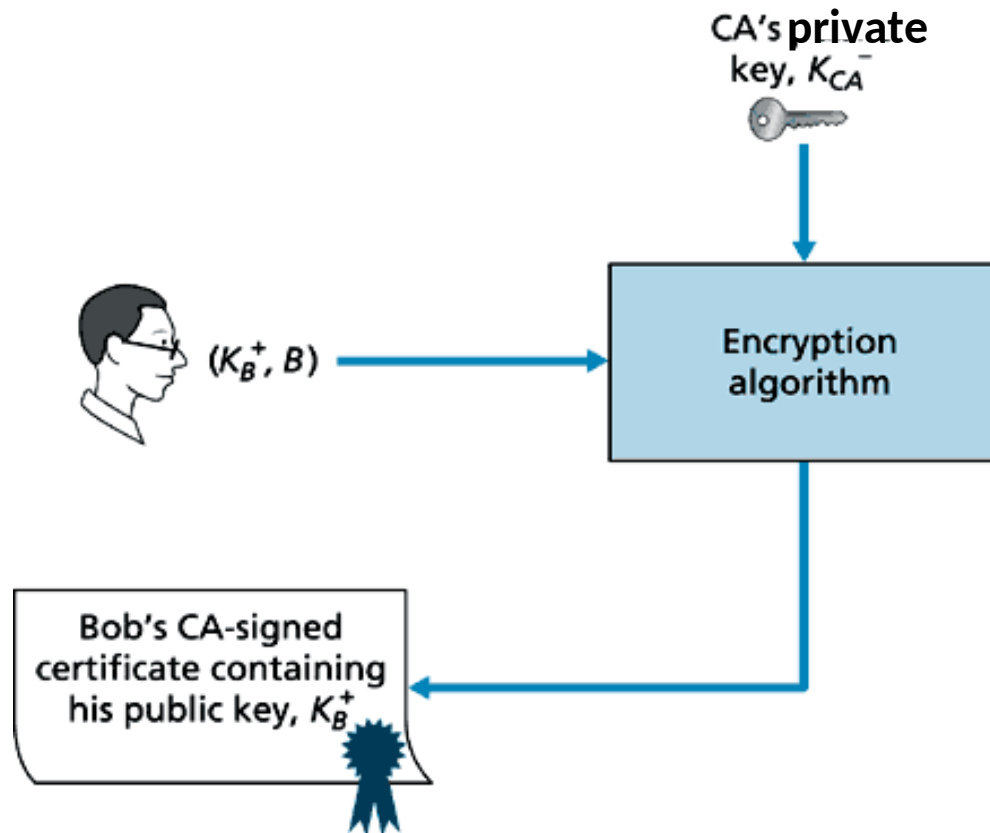 CA's private
key, K_CA^-
(K_B^+, B)
Encryption
algorithm
Bob's CA-signed
certificate containing
his public key, K_B^+